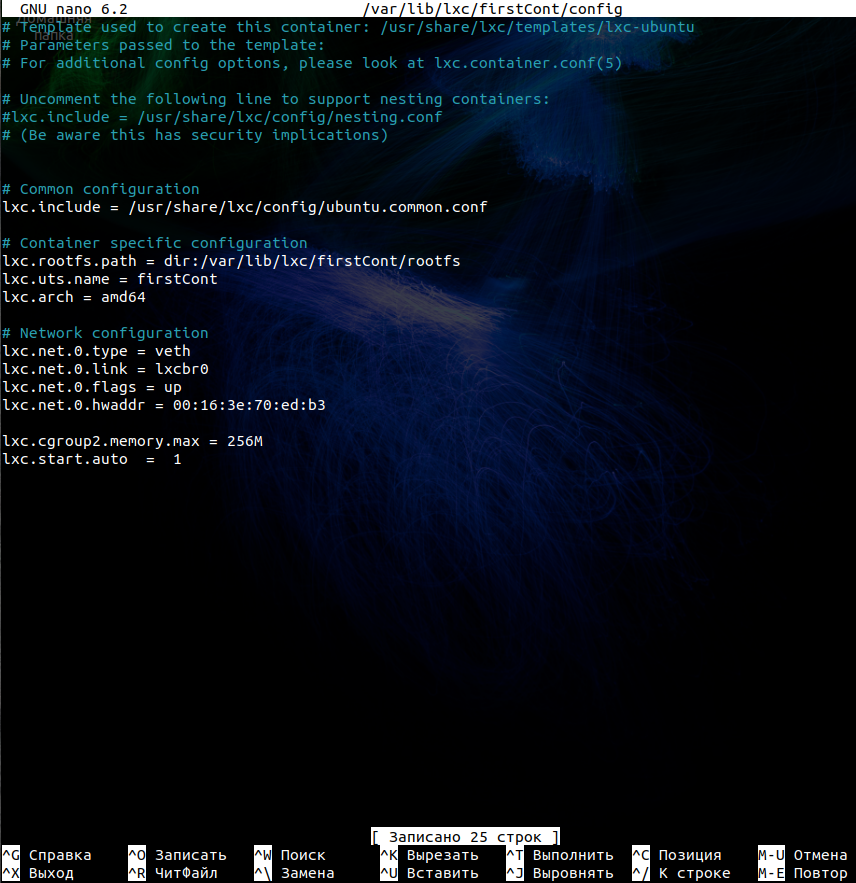 GNU nano 6.2 /var/lib/lxc/firstCont/config
Домашняя
папка
# Template used to create this container: /usr/share/lxc/templates/lxc-ubuntu
# Parameters passed to the template:
# For additional config options, please look at lxc.container.conf(5)
# Uncomment the following line to support nesting containers:
#lxc.include = /usr/share/lxc/config/nesting.conf
# (Be aware this has security implications)
# Common configuration
lxc.include = /usr/share/lxc/config/ubuntu.common.conf
# Container specific configuration
lxc.rootfs.path = dir:/var/lib/lxc/firstCont/rootfs
lxc.uts.name = firstCont
lxc.arch = amd64
# Network configuration
lxc.net.0.type = veth
lxc.net.0.link = lxcbr0
lxc.net.0.flags = up
lxc.net.0.hwaddr = 00:16:3e:70:ed:b3
lxc.cgroup2.memory.max = 256M
lxc.start.auto  =  1
[ Записано 25 строк ]
^G Справка ^O Записать ^W Поиск ^K Вырезать ^T Выполнить ^C Позиция M-U Отмена
^X Выход ^R ЧитФайл ^\ Замена ^U Вставить ^J Выровнять ^/ К строке M-E Повтор